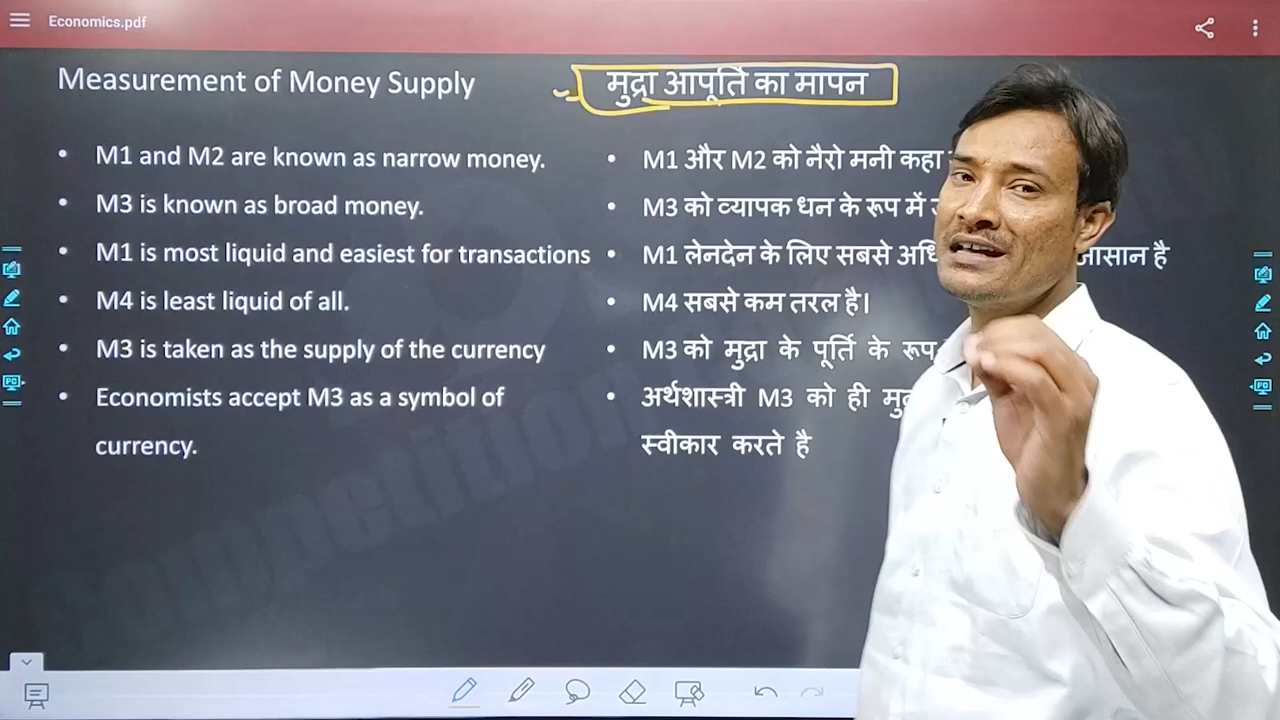 Economics.pdf
Measurement of Money Supply
मुद्रा आपूर्ति का मापन
• M1 and M2 are known as narrow money.
• M3 is known as broad money.
• M1 is most liquid and easiest for transactions
• M4 is least liquid of all.
• M3 is taken as the supply of the currency
• Economists accept M3 as a symbol of
currency.
• M1 और M2 को नैरो मनी कहा
• M3 को व्यापक धन के रूप में
• M1 लेनदेन के लिए सबसे है
• M4 सबसे कम तरल है।
• M3 को मुद्रा के पूर्ति के रूप
• अर्थशास्त्री M3 को ही
स्वीकार करते है